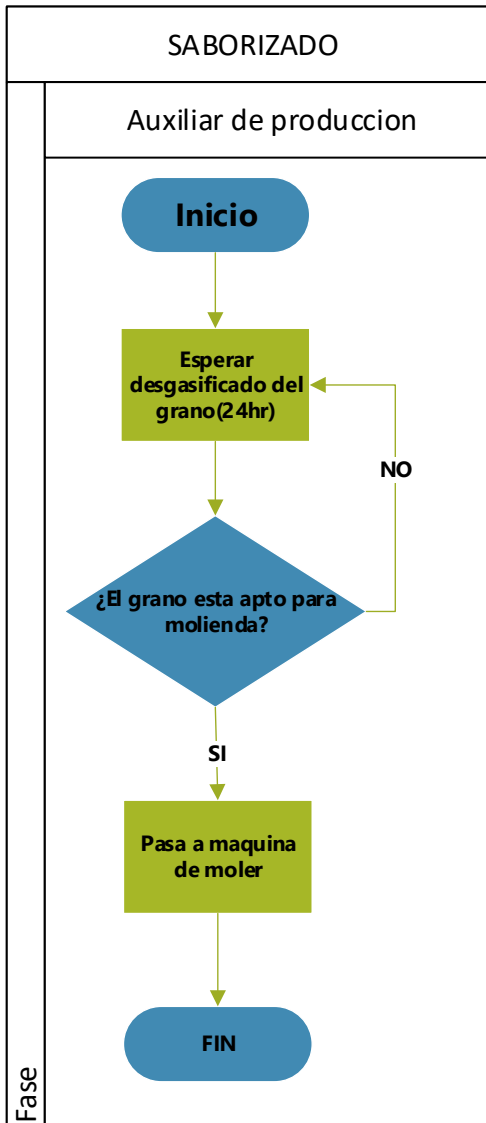 SABORIZADO
Auxiliar de produccion
Inicio
Esperar
desgasificado del
grano(24hr)
NO
¿El grano esta apto para
molienda?
SI
Pasa a maquina
de moler
FIN
Fase